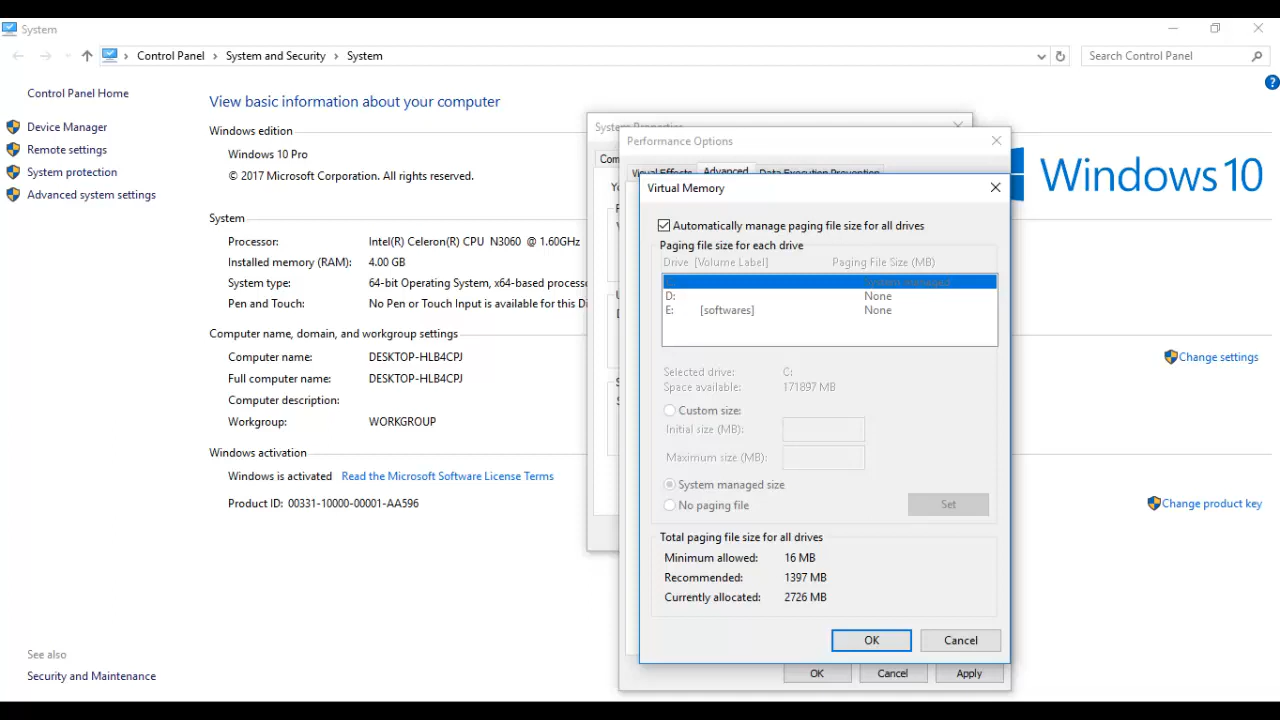 System
Control Panel > System and Security > System
Search Control Panel
Control Panel Home
Device Manager
Remote settings
System protection
Advanced system settings
See also
Security and Maintenance
View basic information about your computer
Windows edition
Windows 10 Pro
© 2017 Microsoft Corporation. All rights reserved.
Windows 10
System
Processor: Intel(R) Celeron(R) CPU N3060 @ 1.60GHz
Installed memory (RAM): 4.00 GB
System type: 64-bit Operating System, x64-based processo
Pen and Touch: No Pen or Touch Input is available for this Di
Computer name, domain, and workgroup settings
Computer name: DESKTOP-HLB4CPJ
Full computer name: DESKTOP-HLB4CPJ
Computer description:
Workgroup: WORKGROUP
Change settings
Windows activation
Windows is activated Read the Microsoft Software License Terms
Product ID: 00331-10000-00001-AA596
Change product key
System Properties
Com
Performance Options
Visual Effects Advanced Data Execution Prevention
Virtual Memory
Automatically manage paging file size for all drives
Paging file size for each drive
Drive [Volume Label] Paging File Size (MB)
System managed
D: None
E: [softwares] None
Selected drive: C:
Space available: 171897 MB
Custom size:
Initial size (MB):
Maximum size (MB):
System managed size
No paging file
Set
Total paging file size for all drives
Minimum allowed: 16 MB
Recommended: 1397 MB
Currently allocated: 2726 MB
OK Cancel
OK Cancel Apply